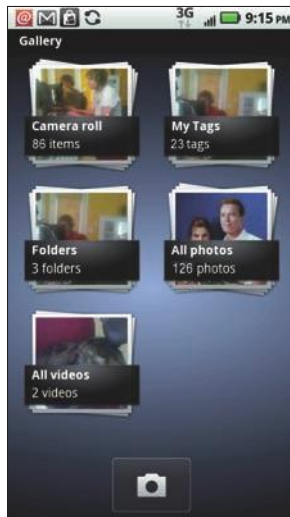 3G
9:15 PM
Gallery
Camera roll
86 items
My Tags
23 tags
Folders
3 folders
All photos
126 photos
All videos
2 videos